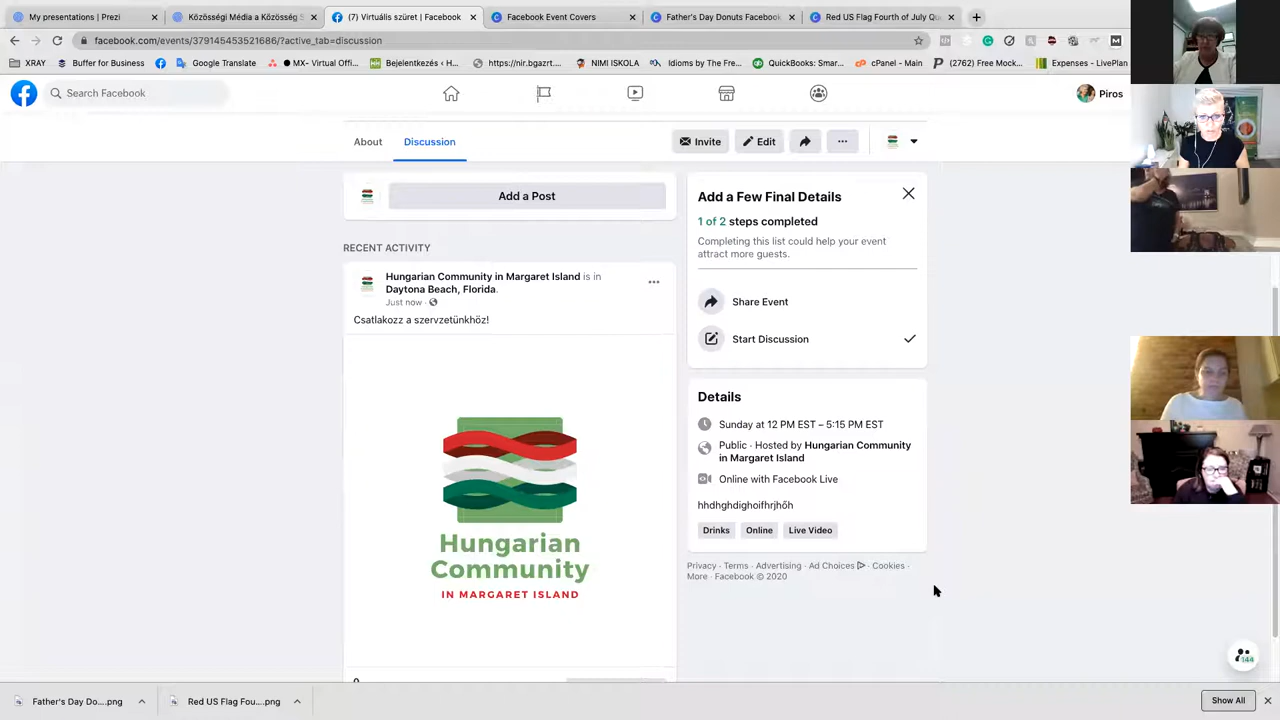 My presentations | Prezi
Közösségi Média a Közösség S
(7) Virtuális szüret | Facebook
Facebook Event Covers
Father's Day Donuts Facebook
Red US Flag Fourth of July Qu
facebook.com/events/379145453521686/?active_tab=discussion
XRAY
Buffer for Business
Google Translate
MX- Virtual Offi...
Bejelentkezés ‹ H...
https://nir.bgazrt...
NIMI ISKOLA
Idioms by The Fre...
QuickBooks: Smar...
cPanel - Main
(2762) Free Mock...
Expenses - LivePlan
Search Facebook
Piros
About
Discussion
Invite
Edit
Add a Post
RECENT ACTIVITY
Hungarian Community in Margaret Island is in
Daytona Beach, Florida.
Just now ·
Csatlakozz a szervzetünkhöz!
Hungarian
Community
IN MARGARET ISLAND
Add a Few Final Details
1 of 2 steps completed
Completing this list could help your event
attract more guests.
Share Event
Start Discussion
Details
Sunday at 12 PM EST – 5:15 PM EST
Public · Hosted by Hungarian Community
in Margaret Island
Online with Facebook Live
hhdhghdighoifhrjhőh
Drinks
Online
Live Video
Privacy · Terms · Advertising · Ad Choices · Cookies ·
More · Facebook © 2020
144
Father's Day Do....png
Red US Flag Fou....png
Show All